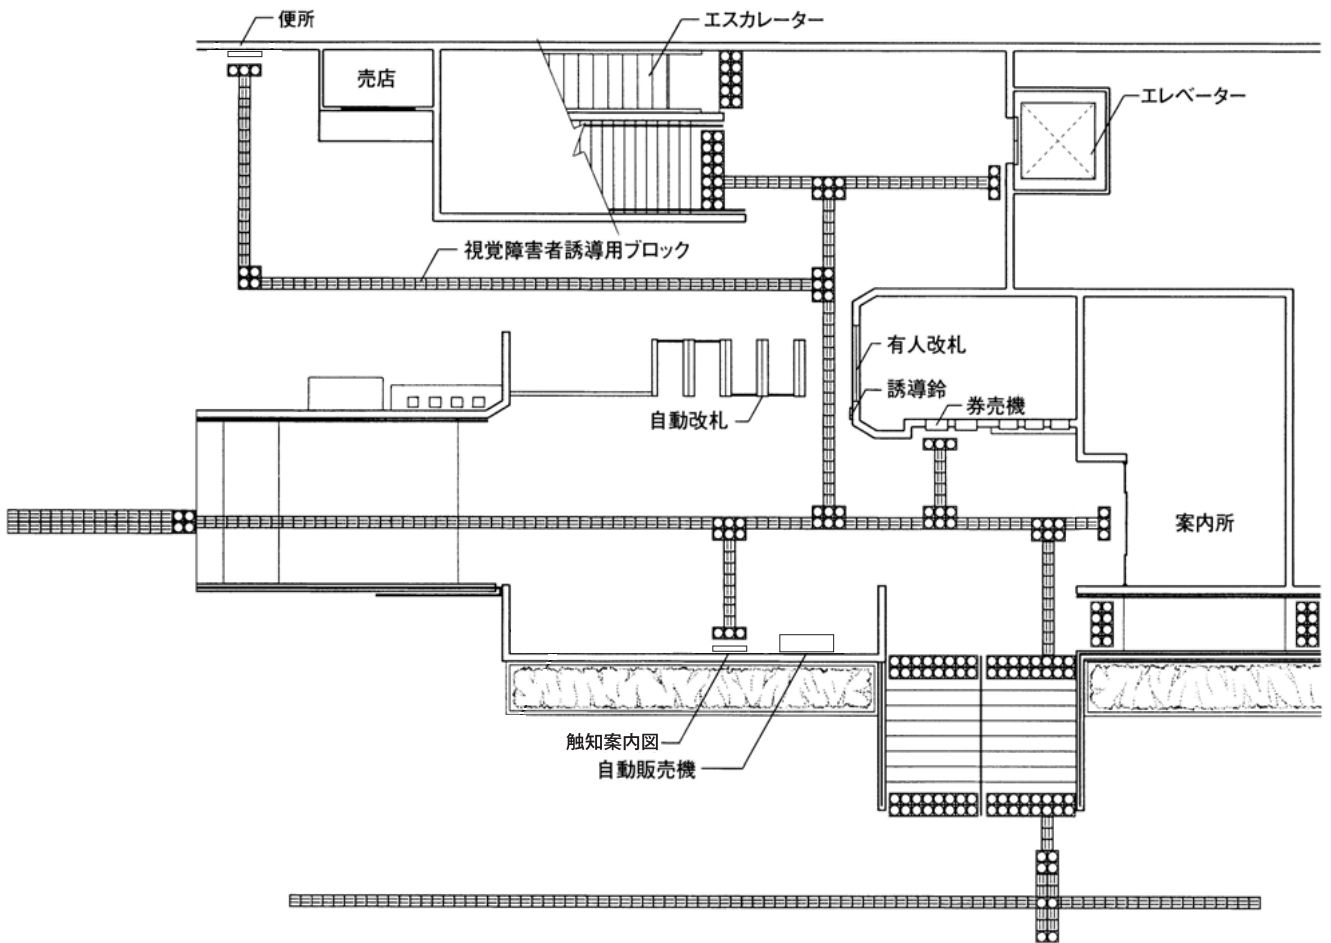 便所
エスカレーター
売店
エレベーター
視覚障害者誘導用ブロック
有人改札
誘導鈴
券売機
自動改札
案内所
触知案内図
自動販売機